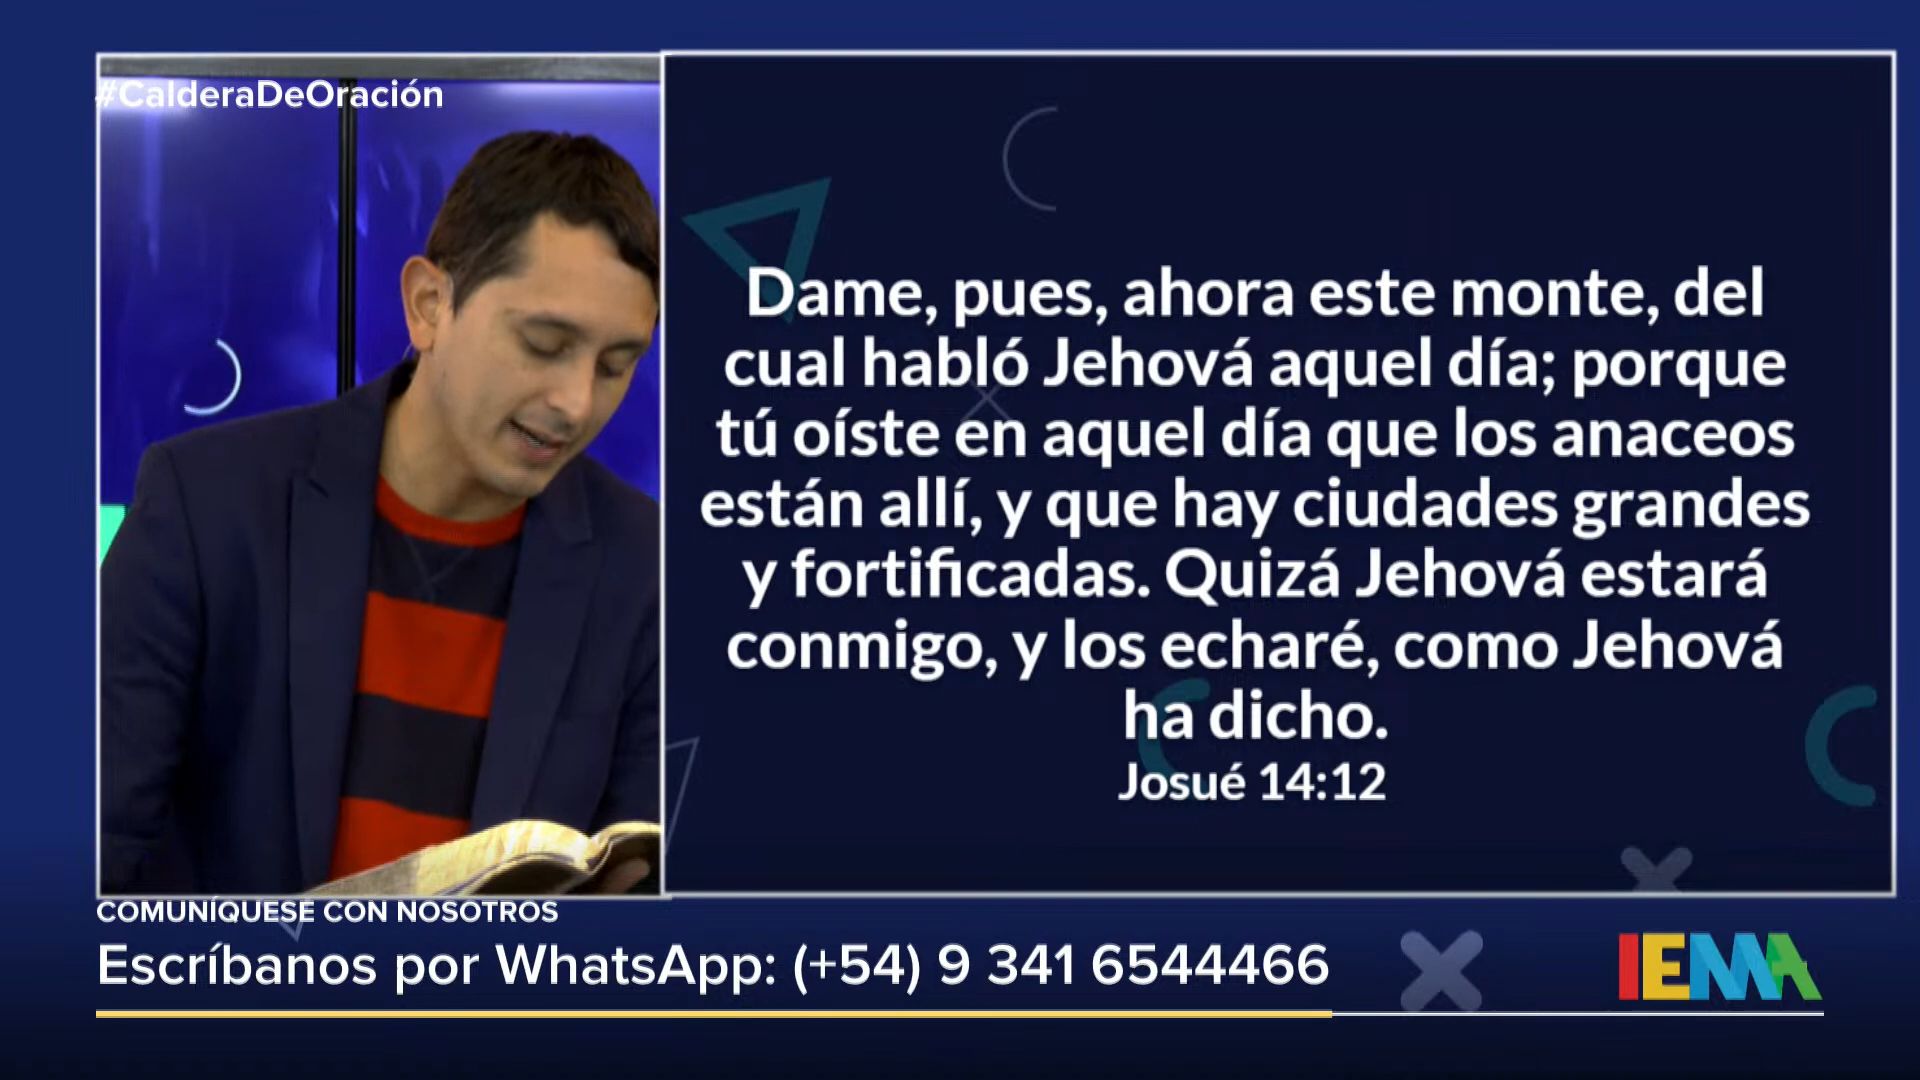 #CalderaDeOración
Dame, pues, ahora este monte, del
cual habló Jehová aquel día; porque
tú oíste en aquel día que los anaceos
están allí, y que hay ciudades grandes
y fortificadas. Quizá Jehová estará
conmigo, y los echaré, como Jehová
ha dicho.
Josué 14:12
COMUNÍQUESE CON NOSOTROS
Escríbanos por WhatsApp: (+54) 9 341 6544466
IEMA